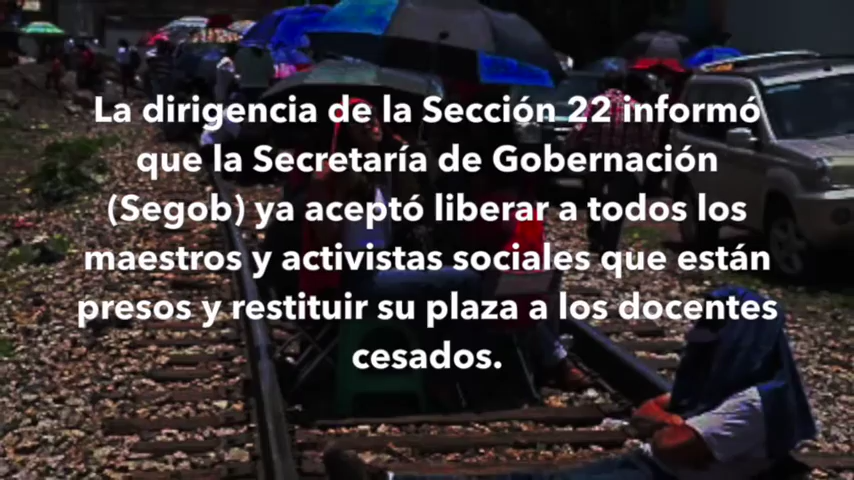 La dirigencia de la Sección 22 informó
que la Secretaría de Gobernación
(Segob) ya aceptó liberar a todos los
maestros y activistas sociales que están
presos y restituir su plaza a los docentes
cesados.